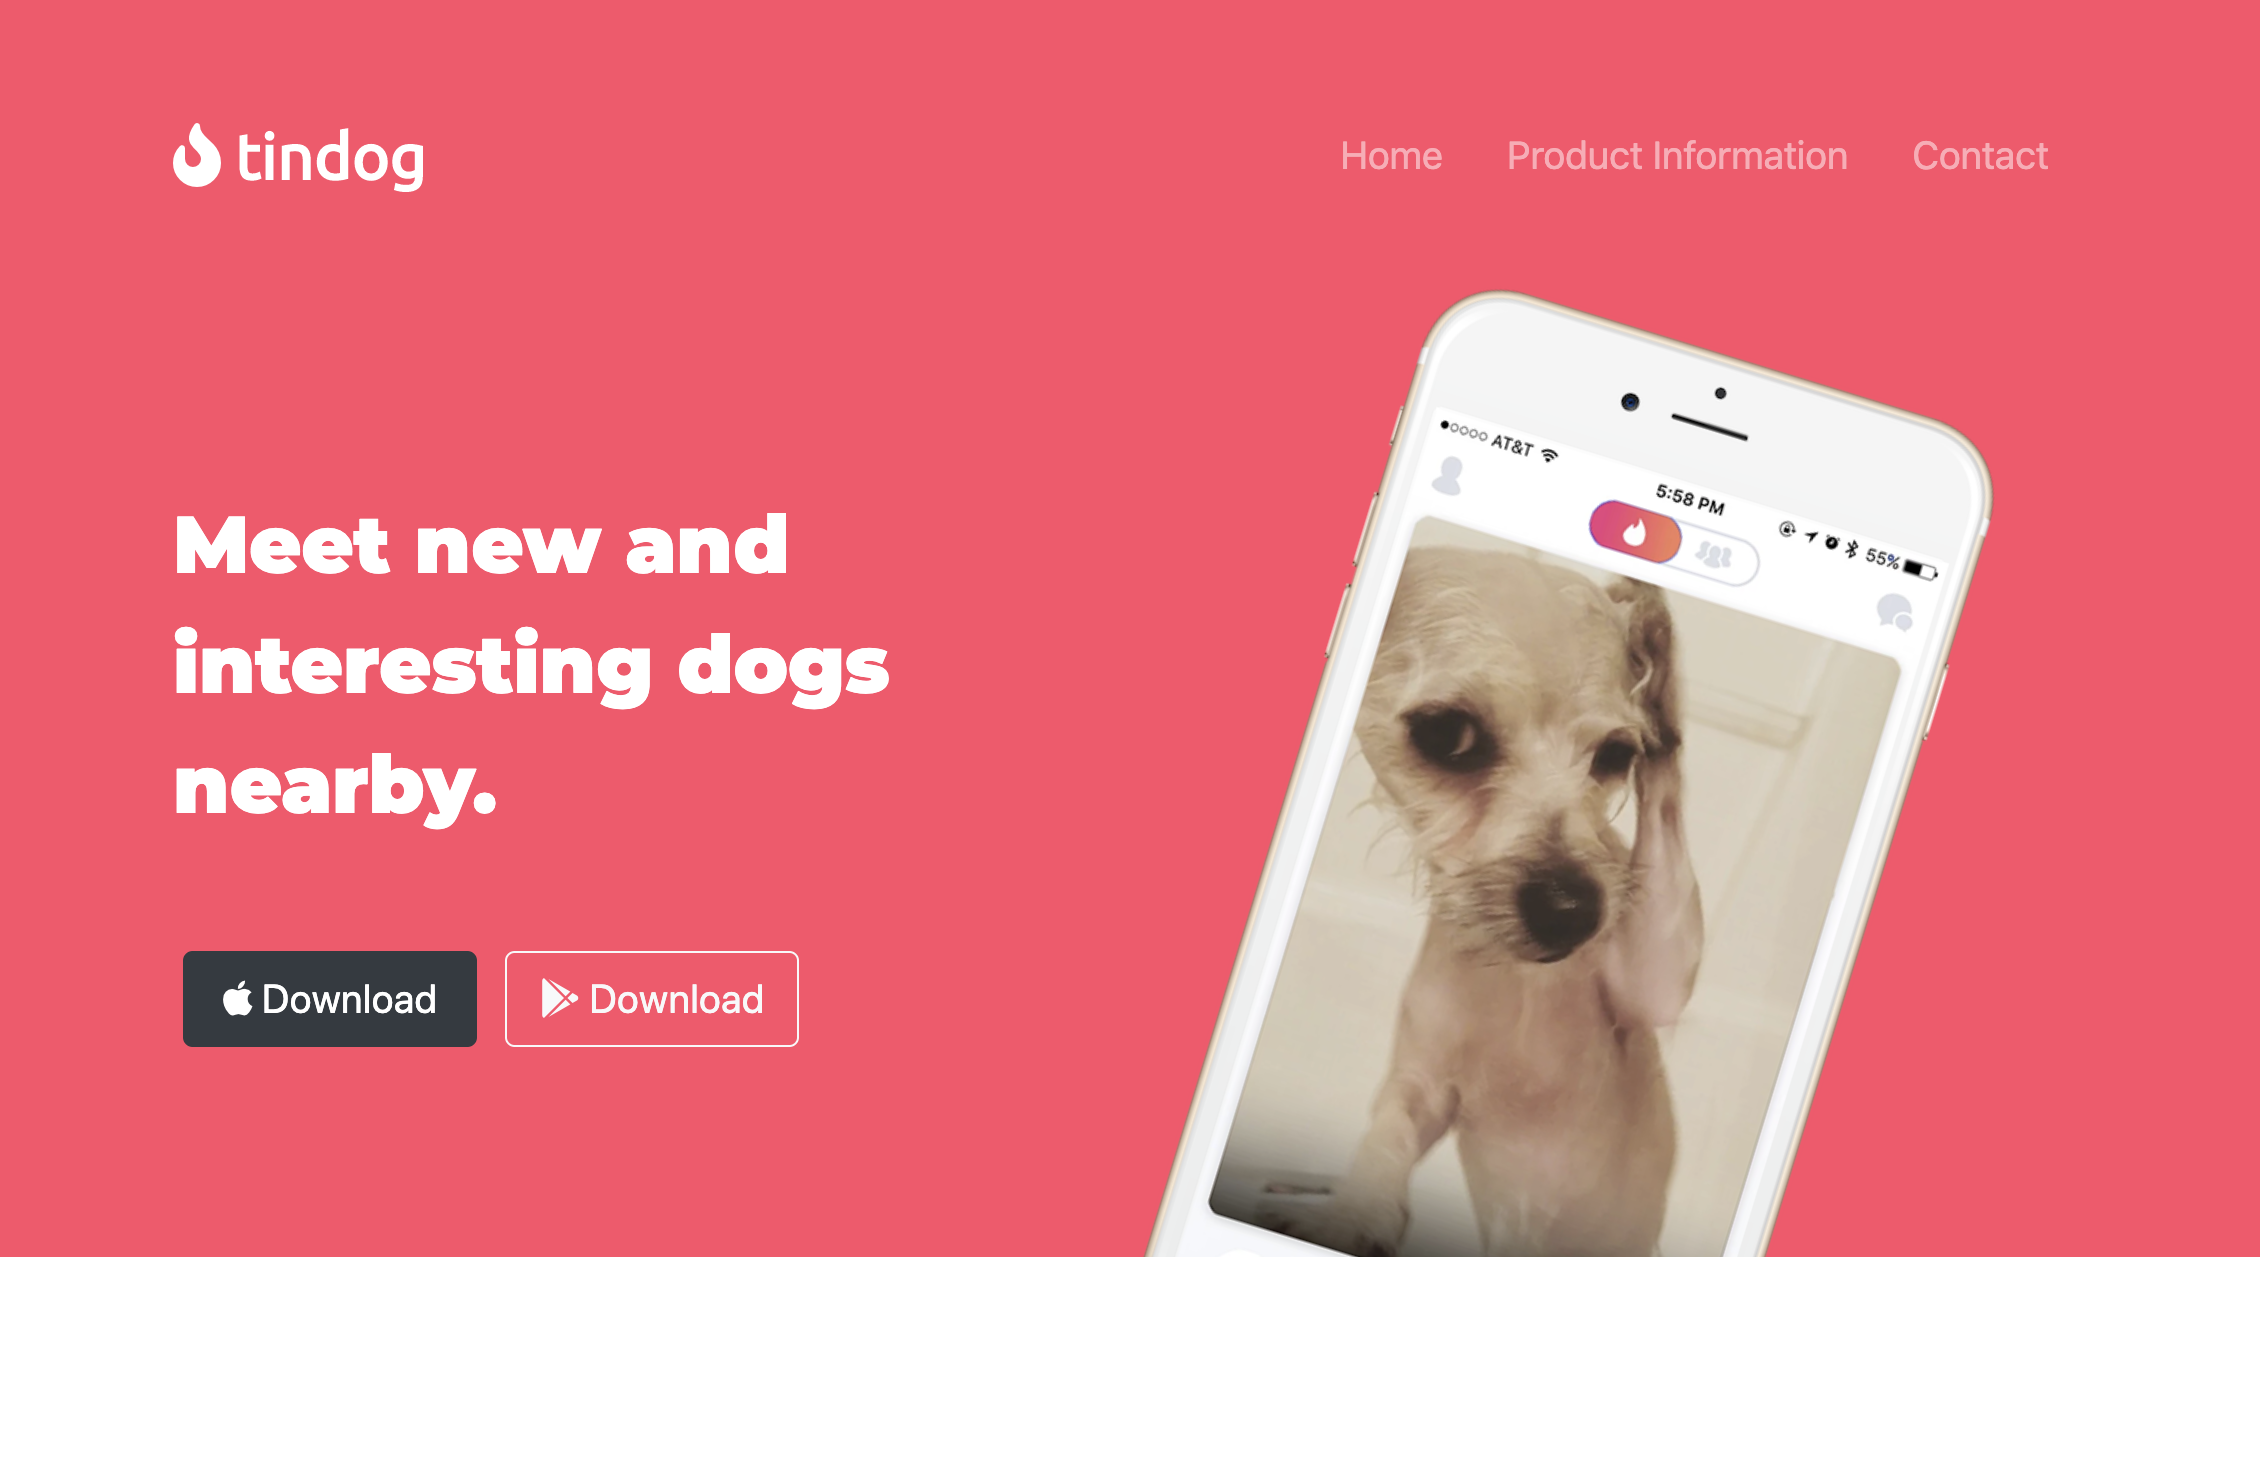 tindog
Home Product Information Contact
Meet new and
interesting dogs
nearby.
Download Download
AT&T 5:58 PM 55%